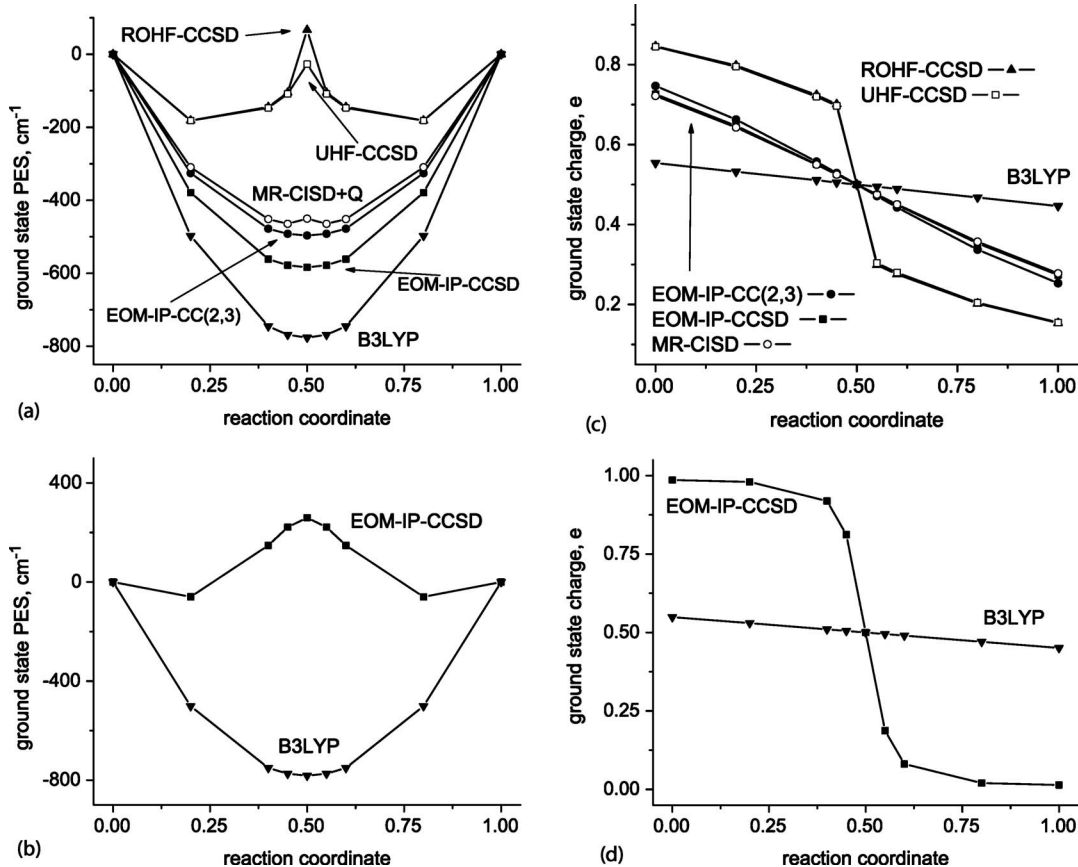 ROHF-CCSD
UHF-CCSD
MR-CISD+Q
EOM-IP-CCSD
EOM-IP-CC(2,3)
B3LYP
0
-200
-400
-600
-800
ground state PES, cm-1
0.00 0.25 0.50 0.75 1.00
reaction coordinate
(a)
ROHF-CCSD
UHF-CCSD
B3LYP
EOM-IP-CC(2,3)
EOM-IP-CCSD
MR-CISD
0.8
0.6
0.4
0.2
ground state charge, e
0.00 0.25 0.50 0.75 1.00
reaction coordinate
(c)
EOM-IP-CCSD
B3LYP
400
0
-400
-800
ground state PES, cm-1
0.00 0.25 0.50 0.75 1.00
reaction coordinate
(b)
EOM-IP-CCSD
B3LYP
1.00
0.75
0.50
0.25
0.00
ground state charge, e
0.00 0.25 0.50 0.75 1.00
reaction coordinate
(d)